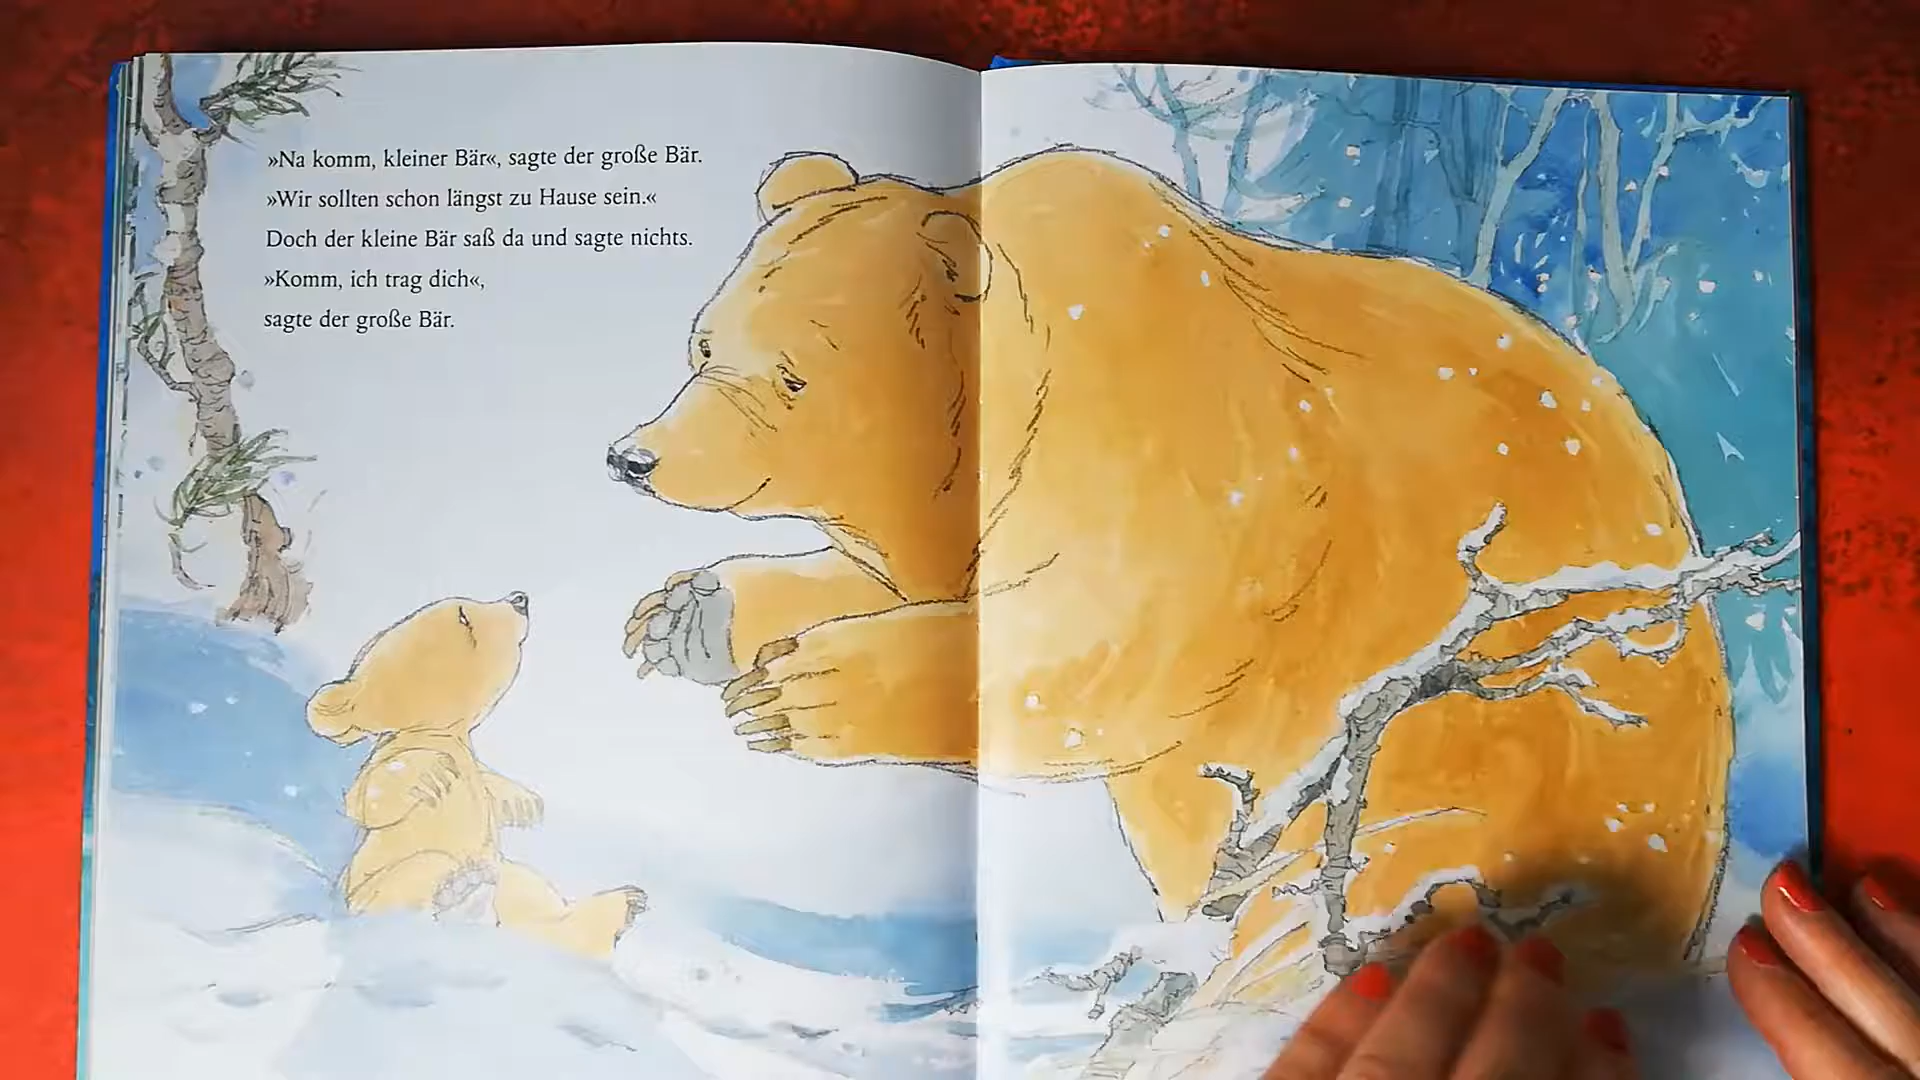 »Na komm, kleiner Bär«, sagte der große Bär.
»Wir sollten schon längst zu Hause sein.«
Doch der kleine Bär saß da und sagte nichts.
»Komm, ich trag dich«,
sagte der große Bär.